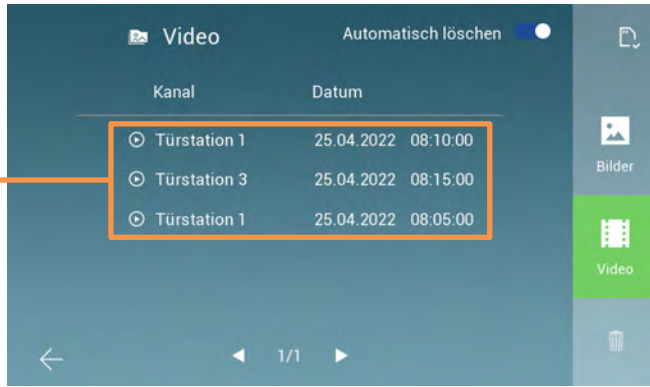 Video
Automatisch löschen
Kanal Datum
Türstation 1 25.04.2022 08:10:00
Türstation 3 25.04.2022 08:15:00
Türstation 1 25.04.2022 08:05:00
1/1
Bilder
Video